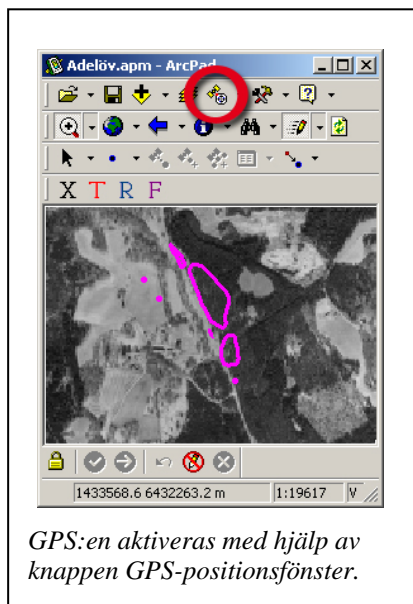 Adelöv.apm - ArcPad
X T R F
1433568.6 6432263.2 m 1:19617 V
GPS:en aktiveras med hjälp av
knappen GPS-positionsfönster.